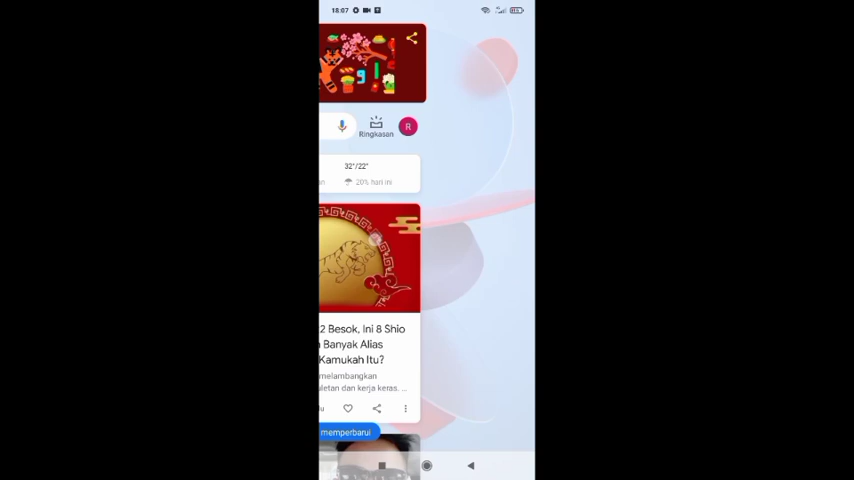 18:07
Ringkasan
R
32°/22°
20% hari ini
2 Besok, Ini 8 Shio
Banyak Alias
Kamukah Itu?
melambangkan
uletan dan kerja keras. ...
lu
memperbarui